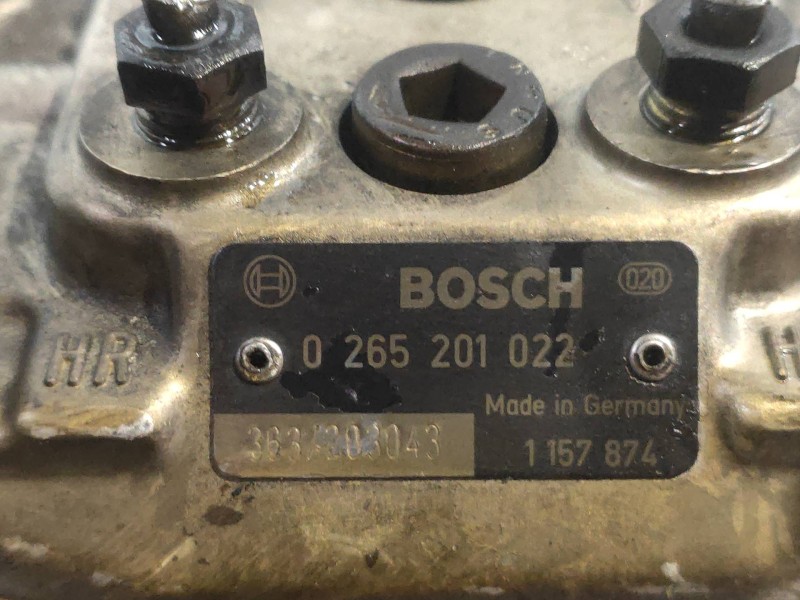 BOSCH 020
0 265 201 022
HR
H
Made in Germany
1 157 874